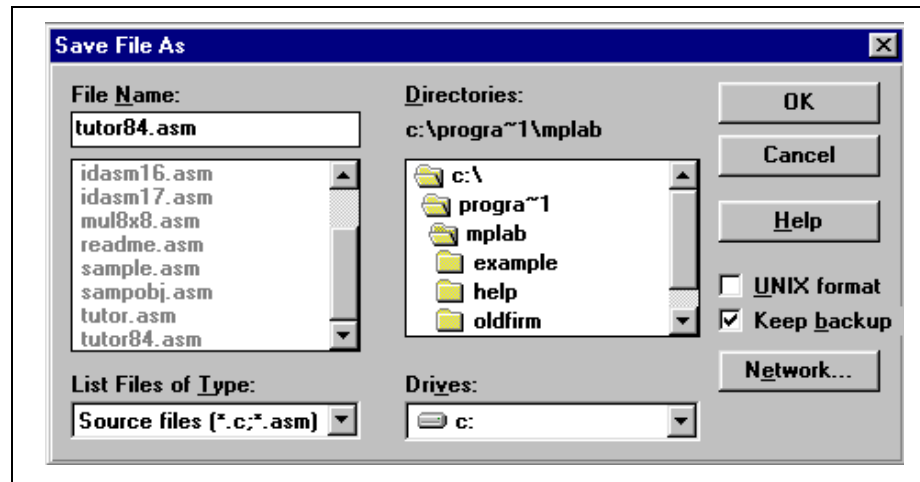 Save File As
File Name:
tutor84.asm
idasm16.asm
idasm17.asm
mul8x8.asm
readme.asm
sample.asm
sampobj.asm
tutor.asm
tutor84.asm
List Files of Type:
Source files (*.c;*.asm)
Directories:
c:\progra~1\mplab
c:\
progra~1
mplab
example
help
oldfirm
Drives:
c:
OK
Cancel
Help
UNIX format
Keep backup
Network...